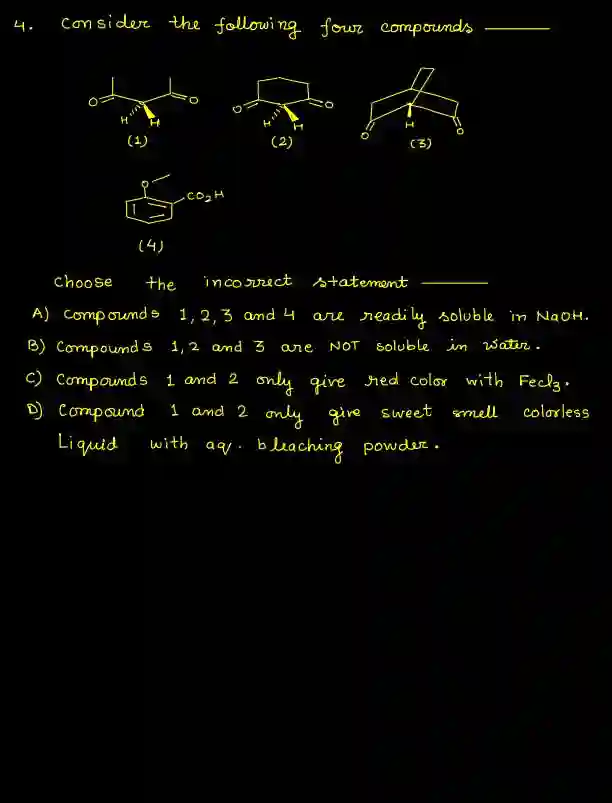 4. Consider the following four compounds ———
O O
H H
(1)
O O
H H
(2)
H
O O
(3)
O
CO2H
(4)
choose the incorrect statement ———
A) compounds 1, 2, 3 and 4 are readily soluble in NaOH.
B) Compounds 1, 2 and 3 are NOT soluble in water.
C) Compounds 1 and 2 only give red color with Fecl3.
D) Compound 1 and 2 only give sweet smell colorless
Liquid with aq. bleaching powder.